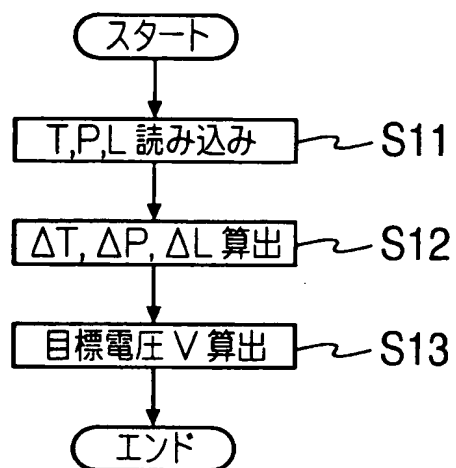 スタート
T,P,L 読み込み
S11
ΔT, ΔP, ΔL 算出
S12
目標電圧 V 算出
S13
エンド